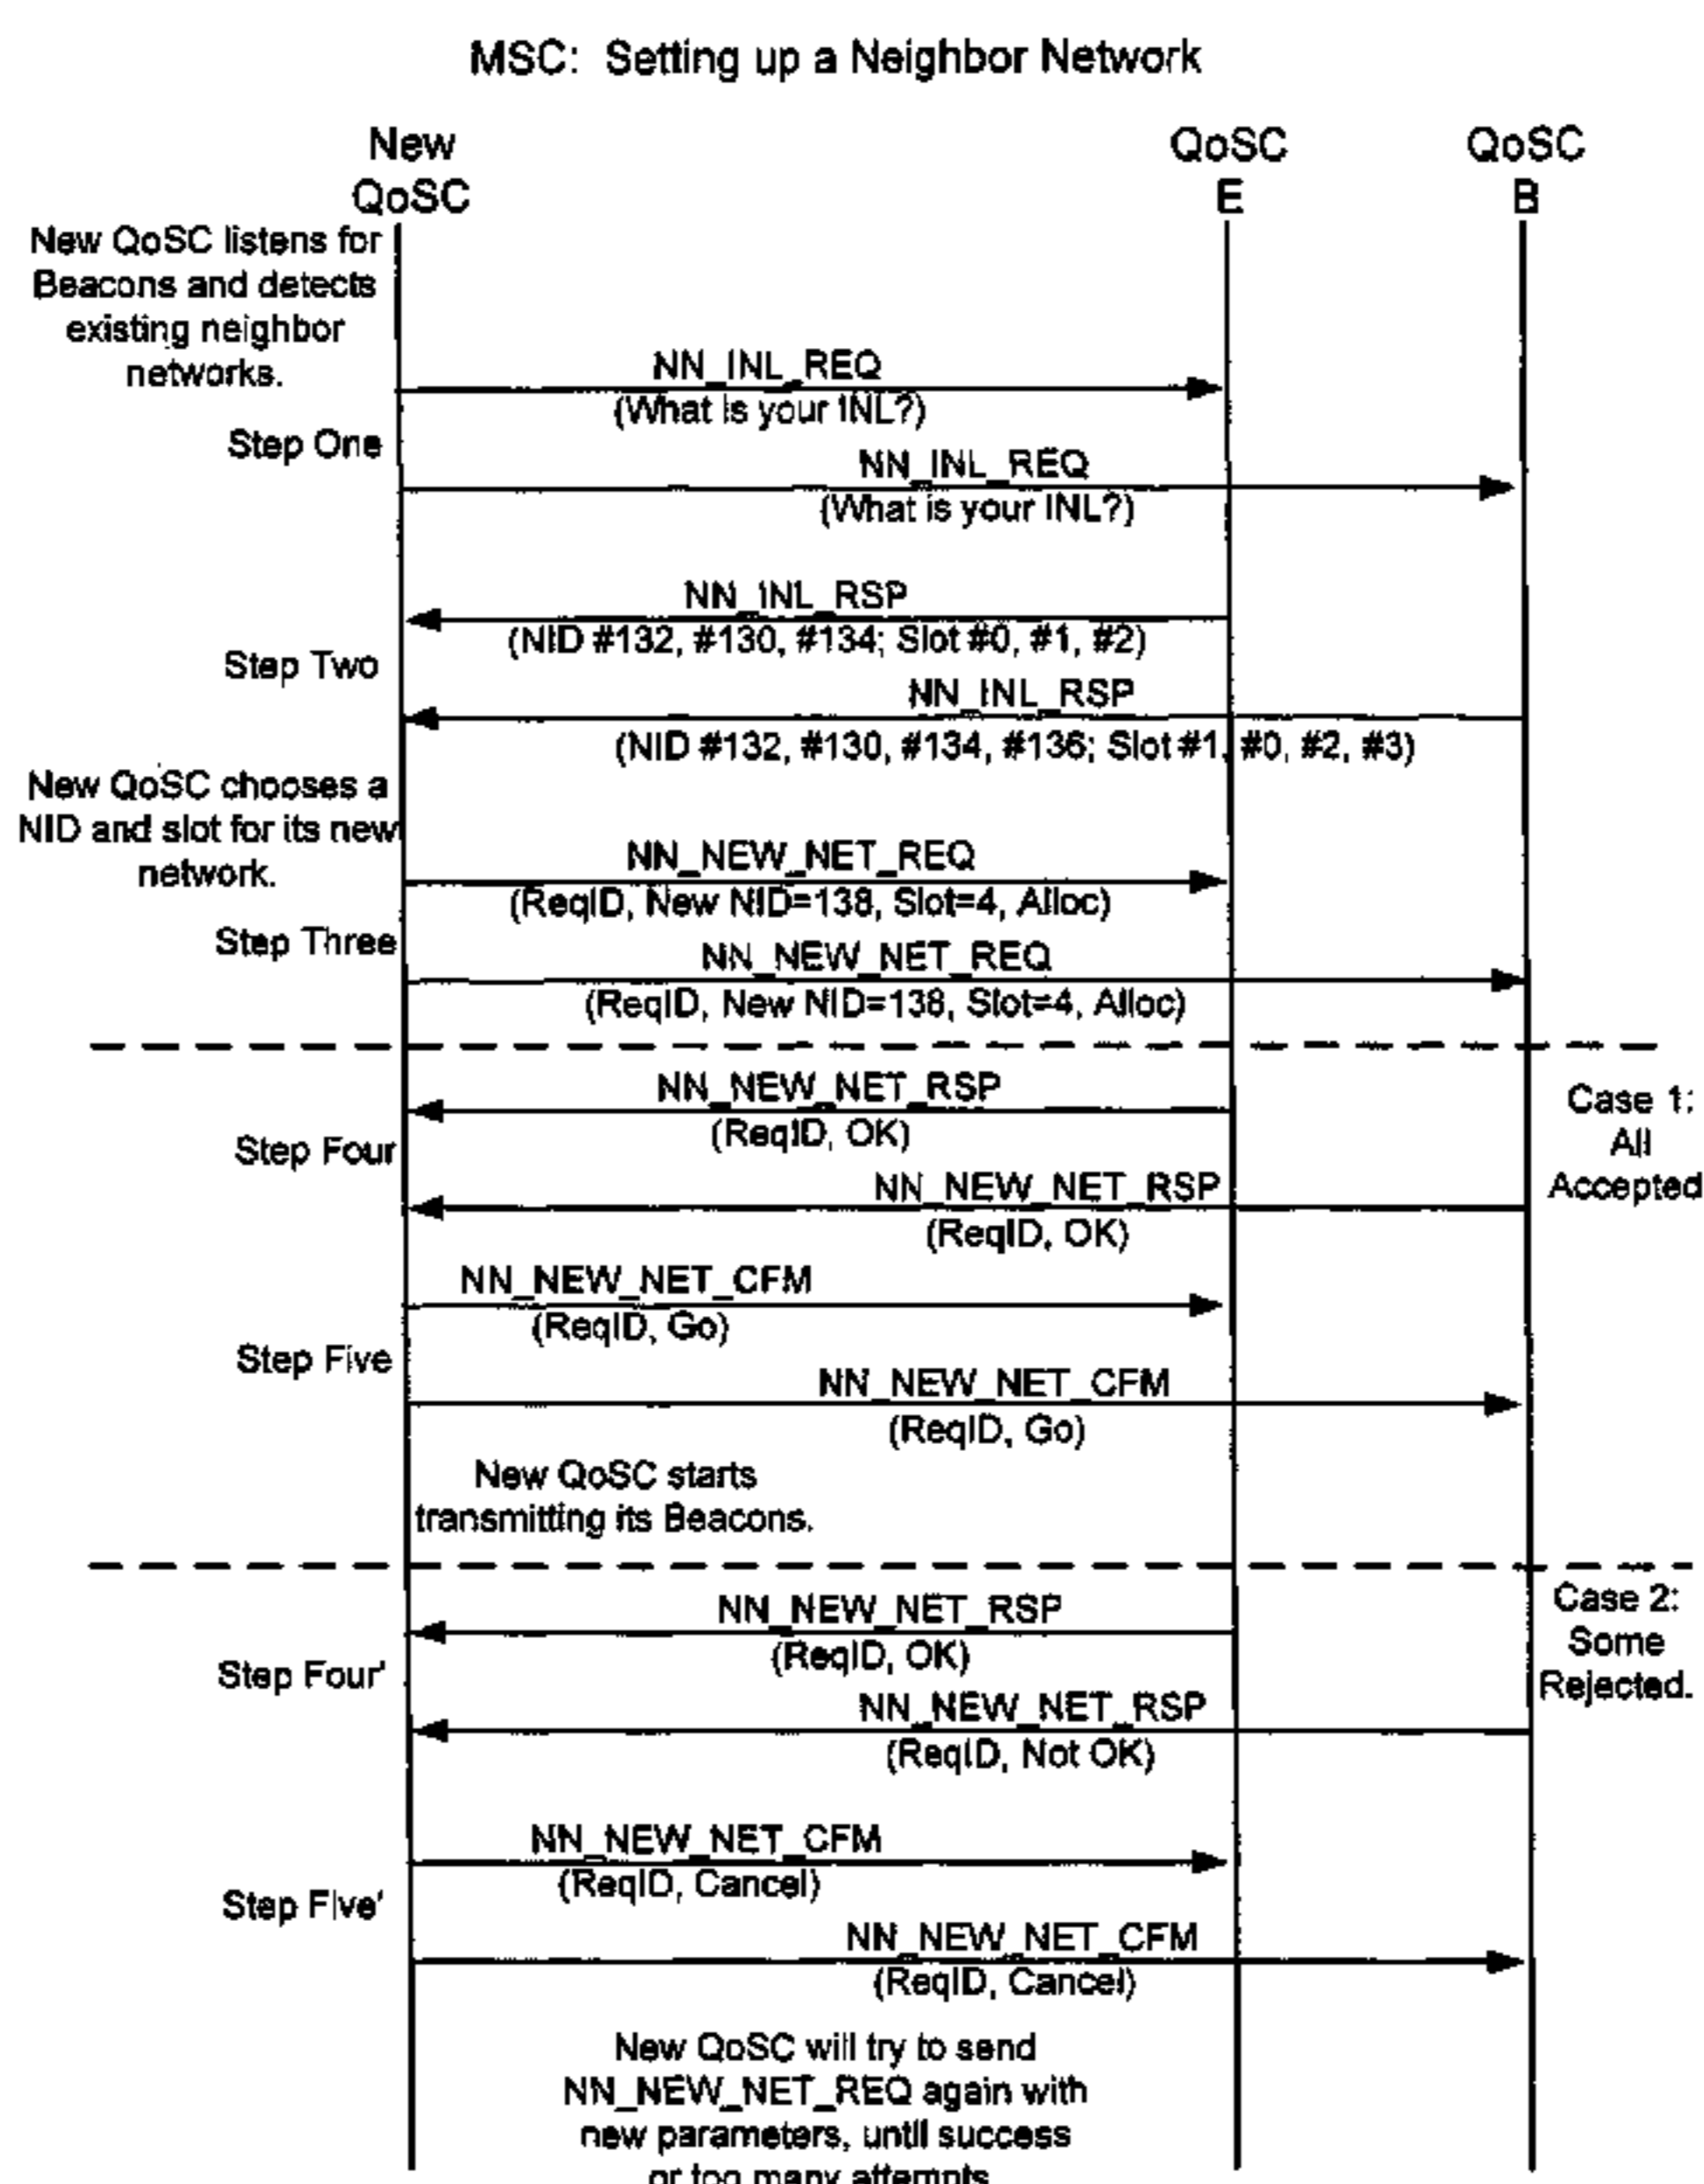 MSC: Setting up a Neighbor Network
New
QoSC
QoSC
E
QoSC
B
New QoSC listens for
Beacons and detects
existing neighbor
networks.
NN_INL_REQ
(What is your INL?)
Step One
NN_INL_REQ
(What is your INL?)
NN_INL_RSP
(NID #132, #130, #134; Slot #0, #1, #2)
Step Two
NN_INL_RSP
(NID #132, #130, #134, #136; Slot #1, #0, #2, #3)
New QoSC chooses a
NID and slot for its new
network.
NN_NEW_NET_REQ
(ReqID, New NID=138, Slot=4, Alloc)
Step Three
NN_NEW_NET_REQ
(ReqID, New NID=138, Slot=4, Alloc)
Case 1:
All
Accepted
NN_NEW_NET_RSP
(ReqID, OK)
Step Four
NN_NEW_NET_RSP
(ReqID, OK)
NN_NEW_NET_CFM
(ReqID, Go)
Step Five
NN_NEW_NET_CFM
(ReqID, Go)
New QoSC starts
transmitting its Beacons.
Case 2:
Some
Rejected.
NN_NEW_NET_RSP
(ReqID, OK)
Step Four'
NN_NEW_NET_RSP
(ReqID, Not OK)
NN_NEW_NET_CFM
(ReqID, Cancel)
Step Five'
NN_NEW_NET_CFM
(ReqID, Cancel)
New QoSC will try to send
NN_NEW_NET_REQ again with
new parameters, until success
or too many attempts